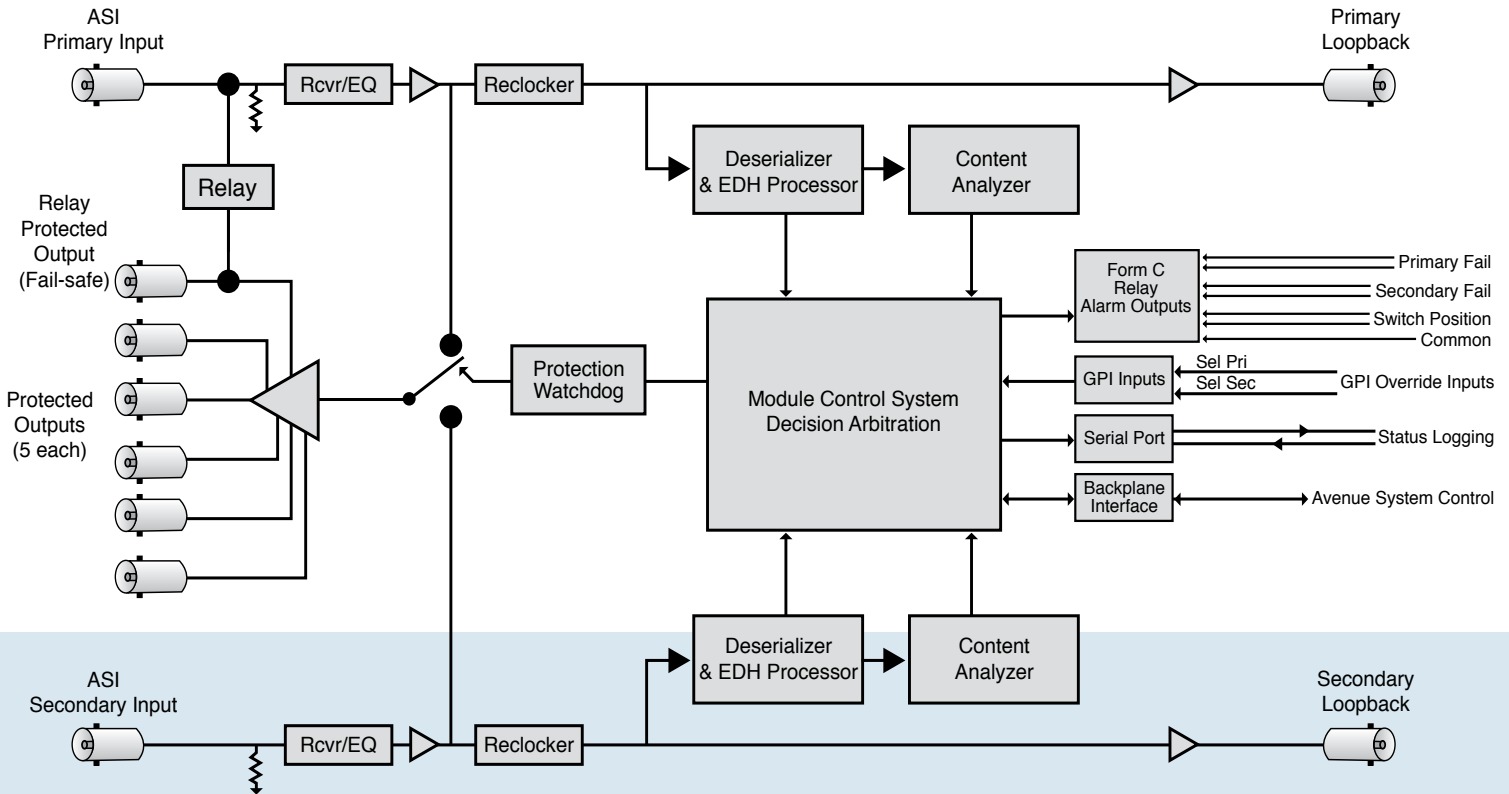 ASI
Primary Input
Rcvr/EQ
Reclocker
Primary
Loopback
Deserializer
& EDH Processor
Content
Analyzer
Relay
Relay
Protected
Output
(Fail-safe)
Form C
Relay
Alarm Outputs
Primary Fail
Secondary Fail
Switch Position
Common
Protection
Watchdog
Module Control System
Decision Arbitration
GPI Inputs
Sel Pri
Sel Sec
GPI Override Inputs
Protected
Outputs
(5 each)
Serial Port
Status Logging
Backplane
Interface
Avenue System Control
Deserializer
& EDH Processor
Content
Analyzer
ASI
Secondary Input
Rcvr/EQ
Reclocker
Secondary
Loopback